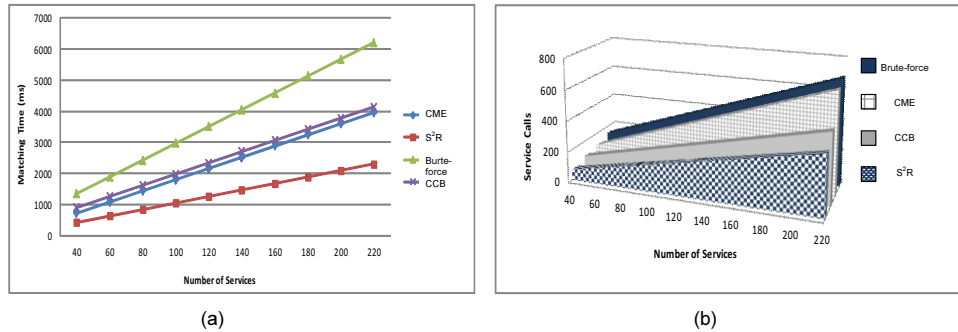 7000
6000
5000
4000
3000
2000
1000
0
Matching Time (ms)
40 60 80 100 120 140 160 180 200 220
Number of Services
CME
S²R
Burte-
force
CCB
(a)
800
600
400
200
0
Service Calls
40 60 80 100 120 140 160 180 200 220
Number of Services
Brute-force
CME
CCB
S²R
(b)